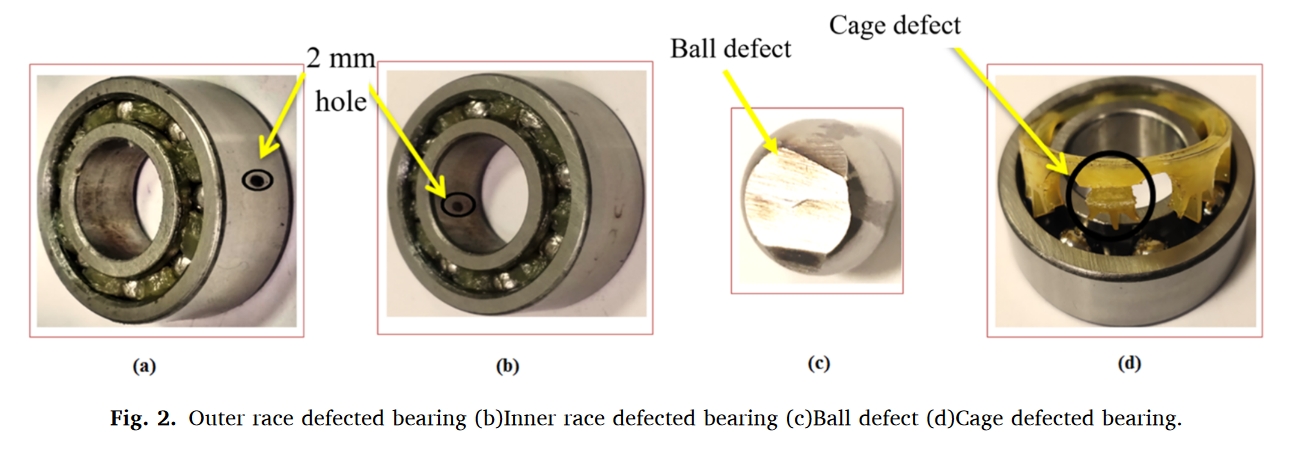 Cage defect
Ball defect
2 mm
hole
(a)
(b)
(c)
(d)
Fig. 2. Outer race defected bearing (b)Inner race defected bearing (c)Ball defect (d)Cage defected bearing.